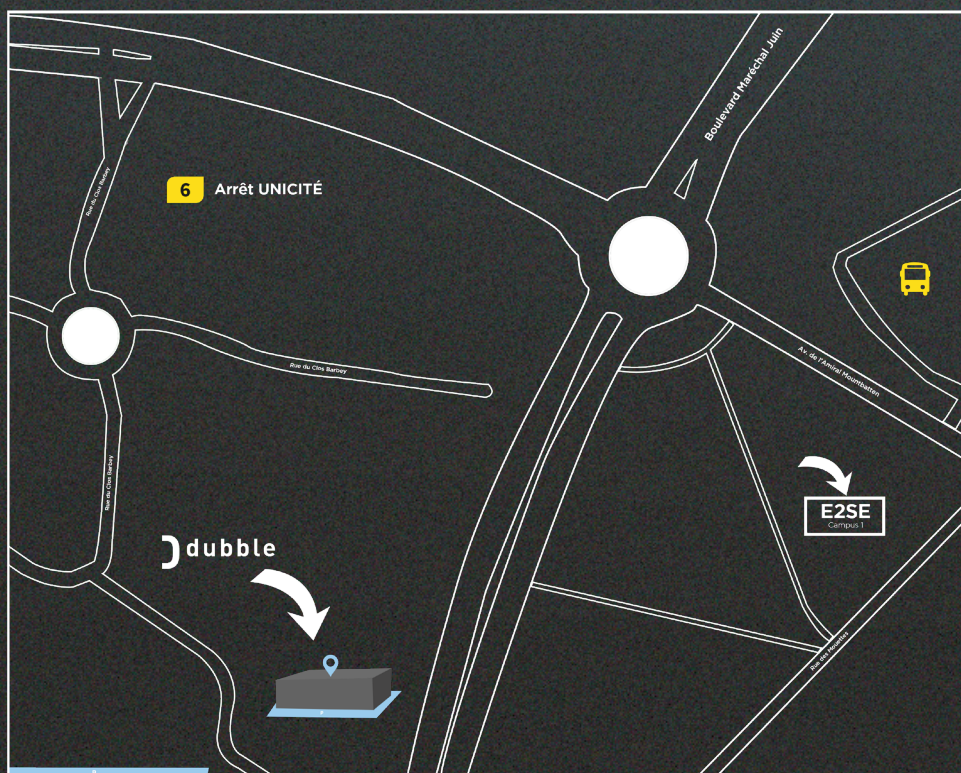 Boulevard Maréchal Juin
Rue du Clos Barbey
6 Arrêt UNICITÉ
Av. de l'Amiral Mountbatten
Rue du Clos Barbey
Rue du Clos Barbey
E2SE
Campus 1
dubble
Rue des Mouettes